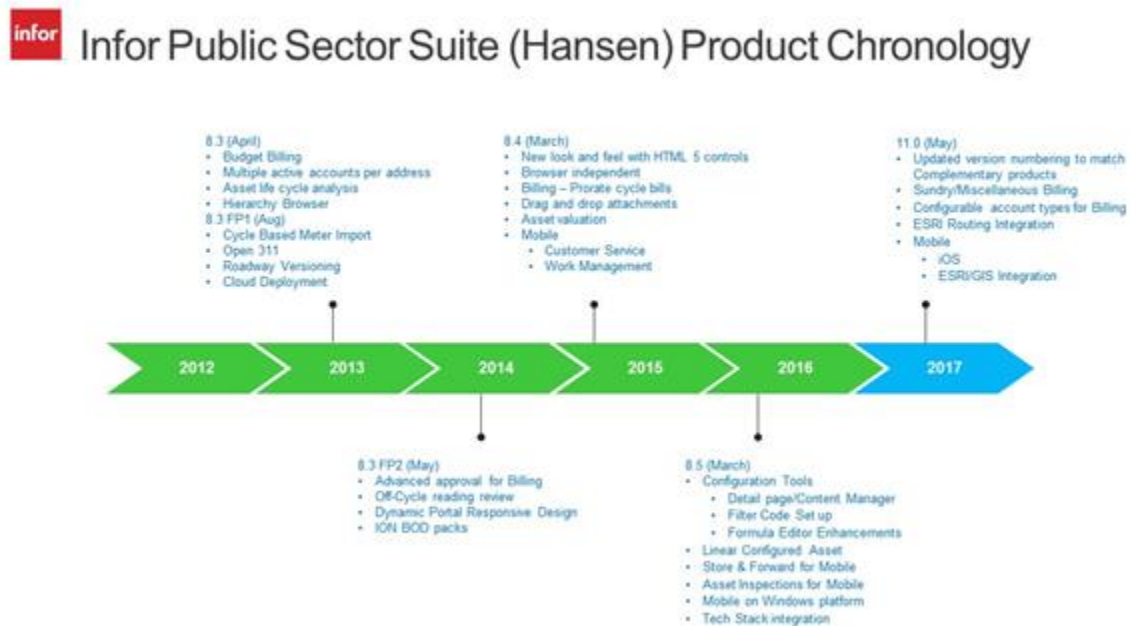 infor
Infor Public Sector Suite (Hansen) Product Chronology
8.3 (April)
• Budget Billing
• Multiple active accounts per address
• Asset life cycle analysis
• Hierarchy Browser
8.3 FP1 (Aug)
• Cycle Based Meter Import
• Open 311
• Roadway Versioning
• Cloud Deployment
8.4 (March)
• New look and feel with HTML 5 controls
• Browser independent
• Billing – Prorate cycle bills
• Drag and drop attachments
• Asset valuation
• Mobile
• Customer Service
• Work Management
11.0 (May)
• Updated version numbering to match
Complementary products
• Sundry/Miscellaneous Billing
• Configurable account types for Billing
• ESRI Routing Integration
• Mobile
• iOS
• ESRI/GIS Integration
2012
2013
2014
2015
2016
2017
8.3 FP2 (May)
• Advanced approval for Billing
• Off-Cycle reading review
• Dynamic Portal Responsive Design
• ION BOD packs
8.5 (March)
• Configuration Tools
• Detail page/Content Manager
• Filter Code Set up
• Formula Editor Enhancements
• Linear Configured Asset
• Store & Forward for Mobile
• Asset Inspections for Mobile
• Mobile on Windows platform
• Tech Stack integration